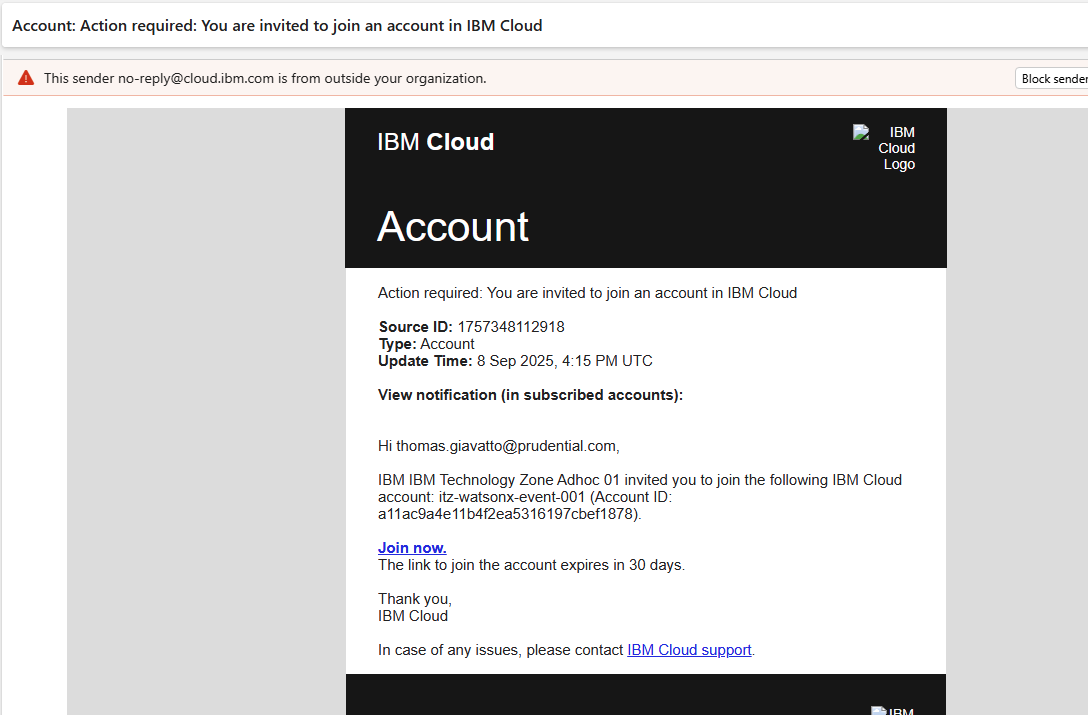 Account: Action required: You are invited to join an account in IBM Cloud
This sender no-reply@cloud.ibm.com is from outside your organization.
Block sender
IBM Cloud
IBM
Cloud
Logo
Account
Action required: You are invited to join an account in IBM Cloud
Source ID: 1757348112918
Type: Account
Update Time: 8 Sep 2025, 4:15 PM UTC
View notification (in subscribed accounts):
Hi thomas.giavatto@prudential.com,
IBM IBM Technology Zone Adhoc 01 invited you to join the following IBM Cloud
account: itz-watsonx-event-001 (Account ID:
a11ac9a4e11b4f2ea5316197cbef1878).
Join now.
The link to join the account expires in 30 days.
Thank you,
IBM Cloud
In case of any issues, please contact IBM Cloud support.
IBM